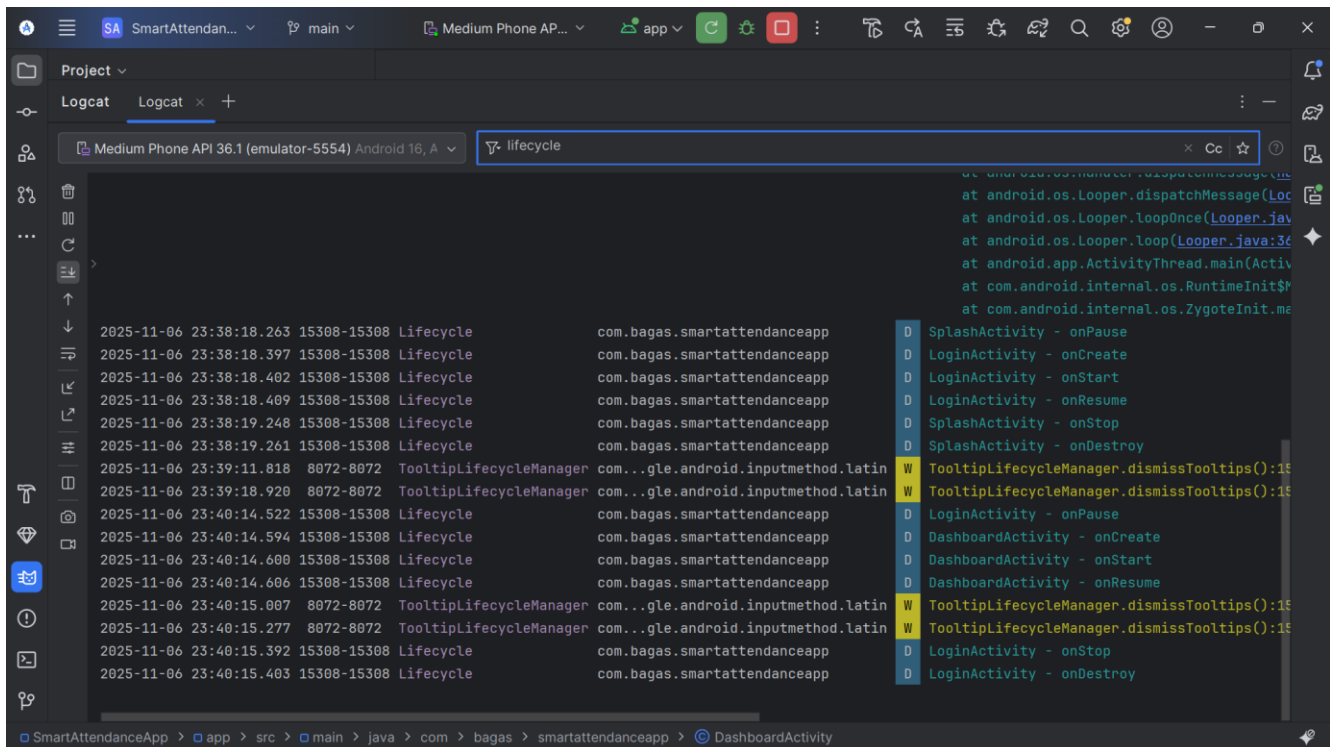 SA SmartAttendan... main Medium Phone AP... app
Project
Logcat Logcat
Medium Phone API 36.1 (emulator-5554) Android 16, A lifecycle Cc
at android.os.Handler.dispatchMessage(
at android.os.Looper.dispatchMessage(Loo
at android.os.Looper.loopOnce(Looper.jav
at android.os.Looper.loop(Looper.java:36
at android.app.ActivityThread.main(Activ
at com.android.internal.os.RuntimeInit$M
at com.android.internal.os.ZygoteInit.ma
2025-11-06 23:38:18.263 15308-15308 Lifecycle com.bagas.smartattendanceapp D SplashActivity - onPause
2025-11-06 23:38:18.397 15308-15308 Lifecycle com.bagas.smartattendanceapp D LoginActivity - onCreate
2025-11-06 23:38:18.402 15308-15308 Lifecycle com.bagas.smartattendanceapp D LoginActivity - onStart
2025-11-06 23:38:18.409 15308-15308 Lifecycle com.bagas.smartattendanceapp D LoginActivity - onResume
2025-11-06 23:38:19.248 15308-15308 Lifecycle com.bagas.smartattendanceapp D SplashActivity - onStop
2025-11-06 23:38:19.261 15308-15308 Lifecycle com.bagas.smartattendanceapp D SplashActivity - onDestroy
2025-11-06 23:39:11.818 8072-8072 TooltipLifecycleManager com...gle.android.inputmethod.latin W TooltipLifecycleManager.dismissTooltips():15
2025-11-06 23:39:18.920 8072-8072 TooltipLifecycleManager com...gle.android.inputmethod.latin W TooltipLifecycleManager.dismissTooltips():15
2025-11-06 23:40:14.522 15308-15308 Lifecycle com.bagas.smartattendanceapp D LoginActivity - onPause
2025-11-06 23:40:14.594 15308-15308 Lifecycle com.bagas.smartattendanceapp D DashboardActivity - onCreate
2025-11-06 23:40:14.600 15308-15308 Lifecycle com.bagas.smartattendanceapp D DashboardActivity - onStart
2025-11-06 23:40:14.606 15308-15308 Lifecycle com.bagas.smartattendanceapp D DashboardActivity - onResume
2025-11-06 23:40:15.007 8072-8072 TooltipLifecycleManager com...gle.android.inputmethod.latin W TooltipLifecycleManager.dismissTooltips():15
2025-11-06 23:40:15.277 8072-8072 TooltipLifecycleManager com...gle.android.inputmethod.latin W TooltipLifecycleManager.dismissTooltips():15
2025-11-06 23:40:15.392 15308-15308 Lifecycle com.bagas.smartattendanceapp D LoginActivity - onStop
2025-11-06 23:40:15.403 15308-15308 Lifecycle com.bagas.smartattendanceapp D LoginActivity - onDestroy
SmartAttendanceApp > app > src > main > java > com > bagas > smartattendanceapp > DashboardActivity